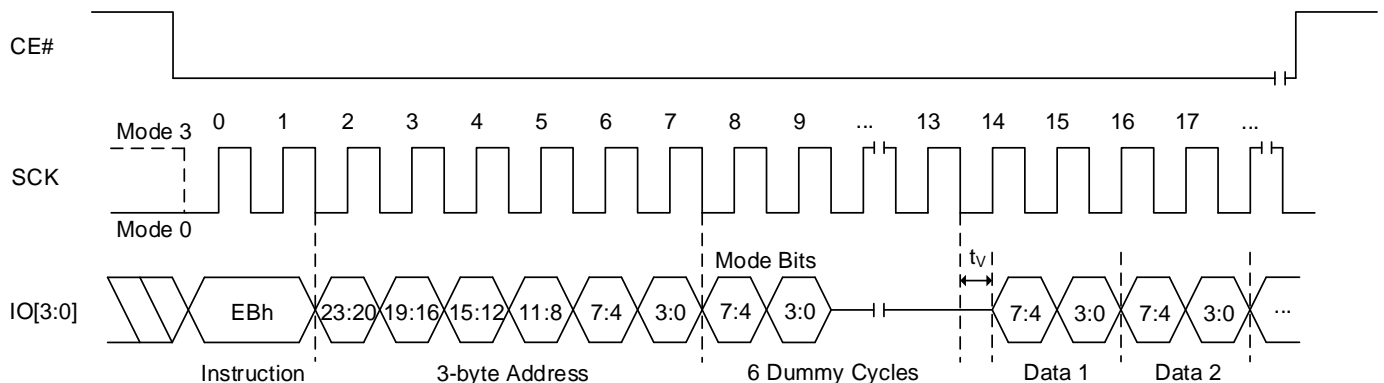 CE#
0 1 2 3 4 5 6 7 8 9 ... 13 14 15 16 17 ...
Mode 3
SCK
Mode 0
Mode Bits tV
IO[3:0] EBh 23:20 19:16 15:12 11:8 7:4 3:0 7:4 3:0 7:4 3:0 7:4 3:0 ...
Instruction 3-byte Address 6 Dummy Cycles Data 1 Data 2